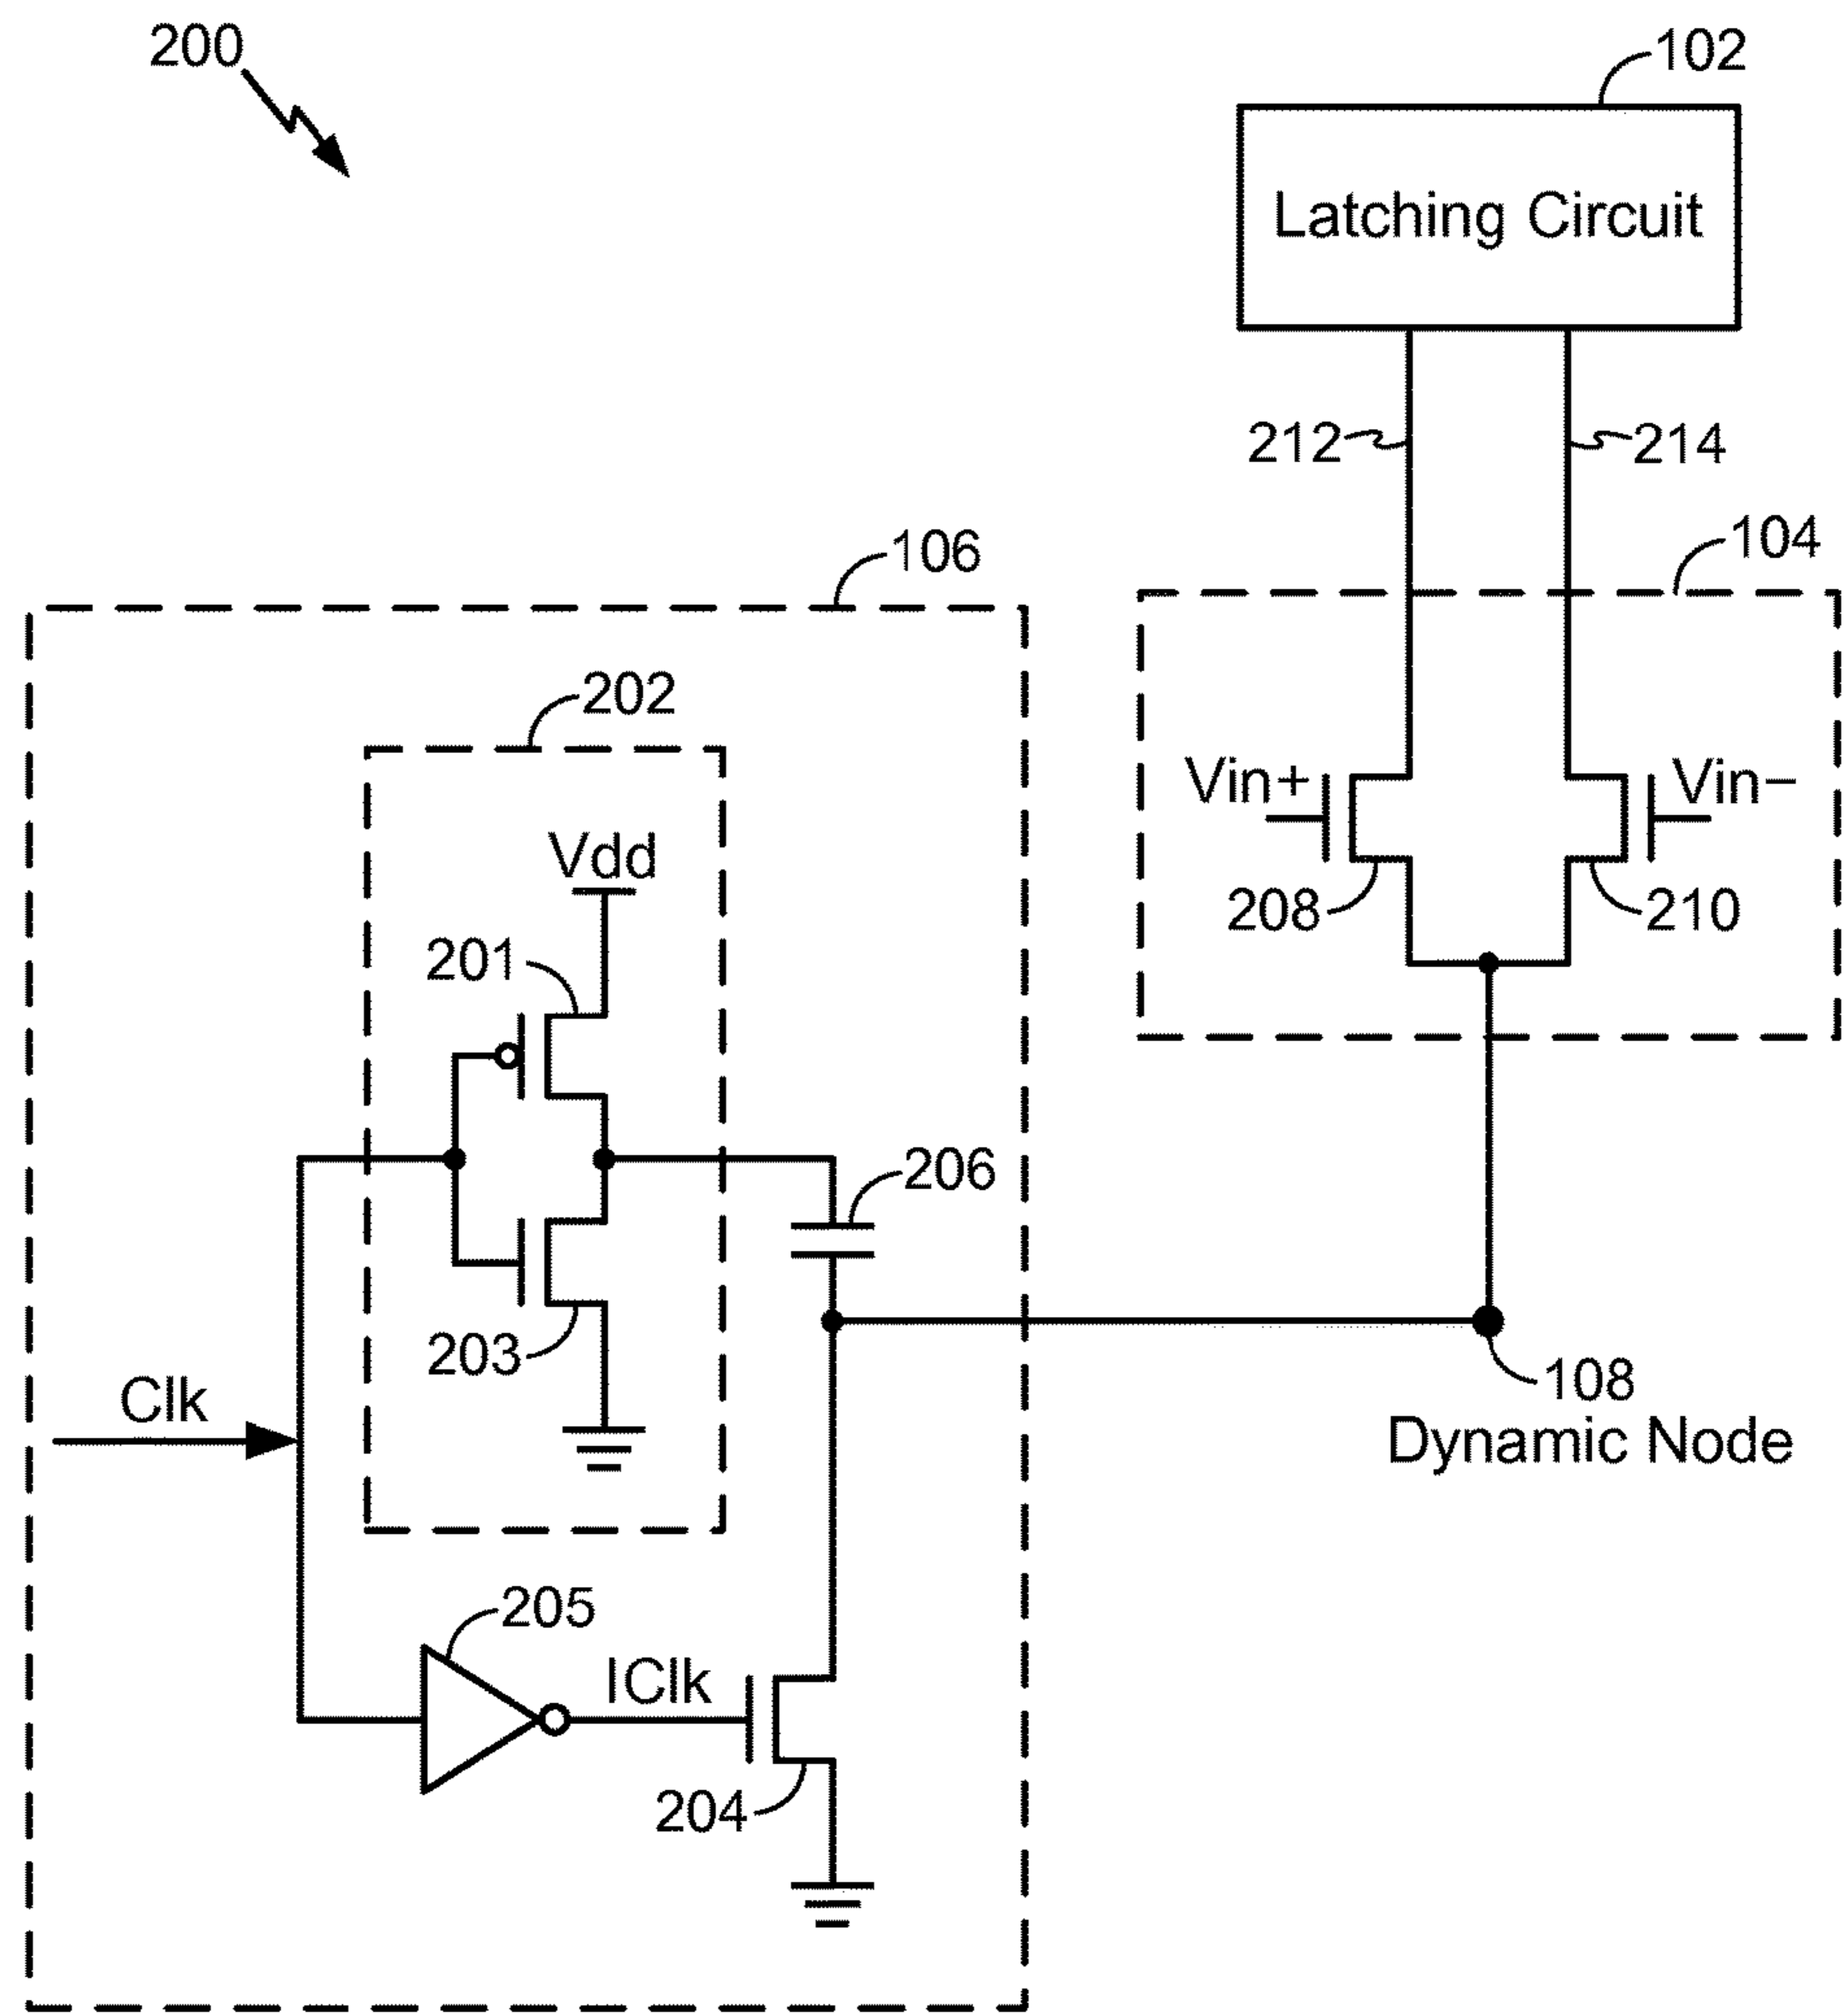 200
102
Latching Circuit
212
214
106
104
202
Vin+
Vin−
Vdd
208
210
201
206
203
108
Clk
Dynamic Node
205
IClk
204